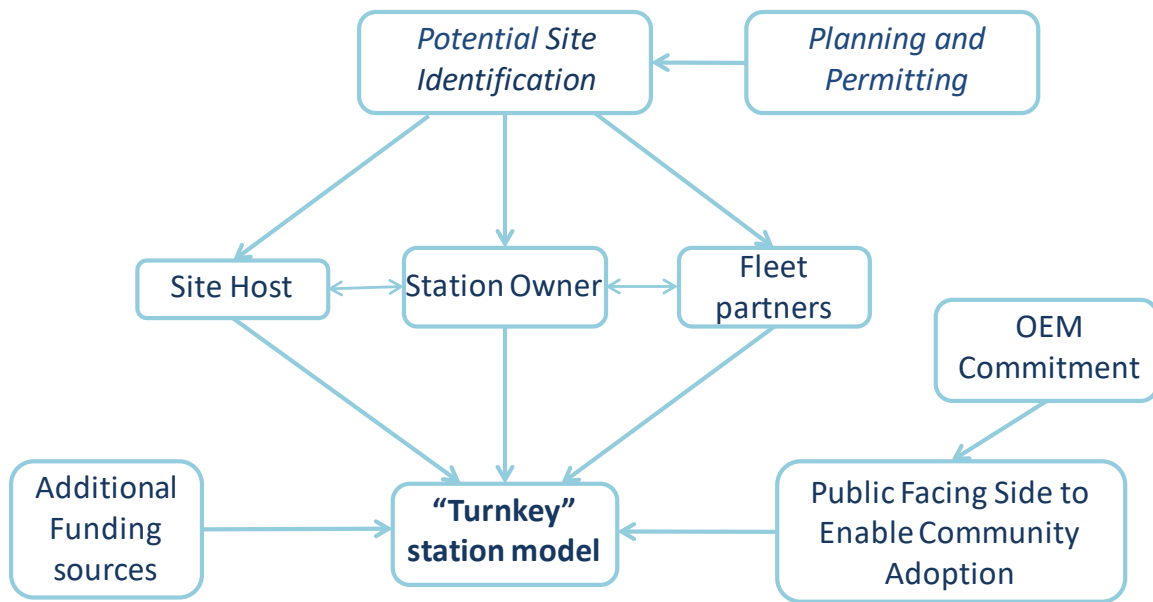 Potential Site
Identification
Planning and
Permitting
Site Host
Station Owner
Fleet
partners
OEM
Commitment
Additional
Funding
sources
“Turnkey”
station model
Public Facing Side to
Enable Community
Adoption